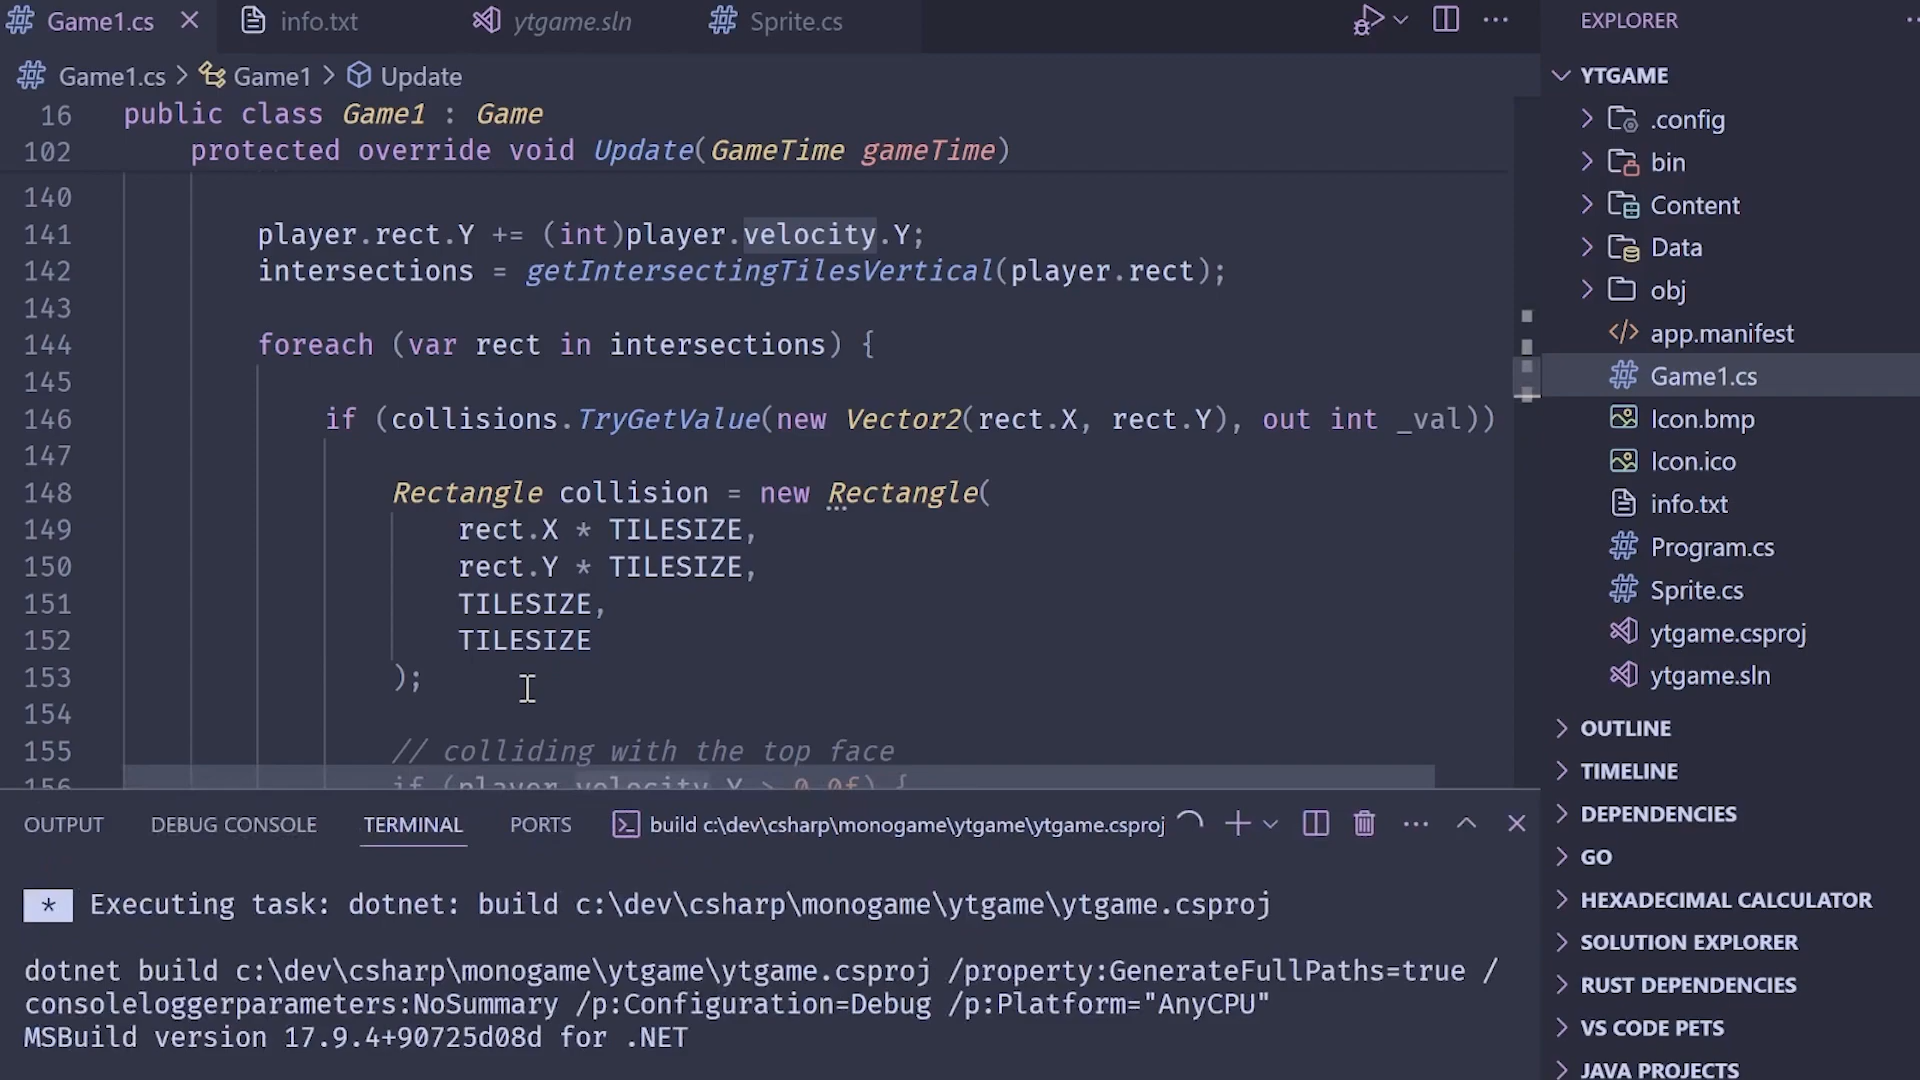 Game1.cs
info.txt
ytgame.sln
Sprite.cs
Game1.cs > Game1 > Update
16 public class Game1 : Game
102 protected override void Update(GameTime gameTime)
140
141 player.rect.Y += (int)player.velocity.Y;
142 intersections = getIntersectingTilesVertical(player.rect);
143
144 foreach (var rect in intersections) {
145
146 if (collisions.TryGetValue(new Vector2(rect.X, rect.Y), out int _val))
147
148 Rectangle collision = new Rectangle(
149 rect.X * TILESIZE,
150 rect.Y * TILESIZE,
151 TILESIZE,
152 TILESIZE
153 );
154
155 // colliding with the top face
156 if (player.velocity.Y > 0.0f) {
OUTPUT
DEBUG CONSOLE
TERMINAL
PORTS
build c:\dev\csharp\monogame\ytgame\ytgame.csproj
* Executing task: dotnet: build c:\dev\csharp\monogame\ytgame\ytgame.csproj
dotnet build c:\dev\csharp\monogame\ytgame\ytgame.csproj /property:GenerateFullPaths=true /
consoleloggerparameters:NoSummary /p:Configuration=Debug /p:Platform="AnyCPU"
MSBuild version 17.9.4+90725d08d for .NET
EXPLORER
YTGAME
.config
bin
Content
Data
obj
app.manifest
Game1.cs
Icon.bmp
Icon.ico
info.txt
Program.cs
Sprite.cs
ytgame.csproj
ytgame.sln
OUTLINE
TIMELINE
DEPENDENCIES
GO
HEXADECIMAL CALCULATOR
SOLUTION EXPLORER
RUST DEPENDENCIES
VS CODE PETS
JAVA PROJECTS